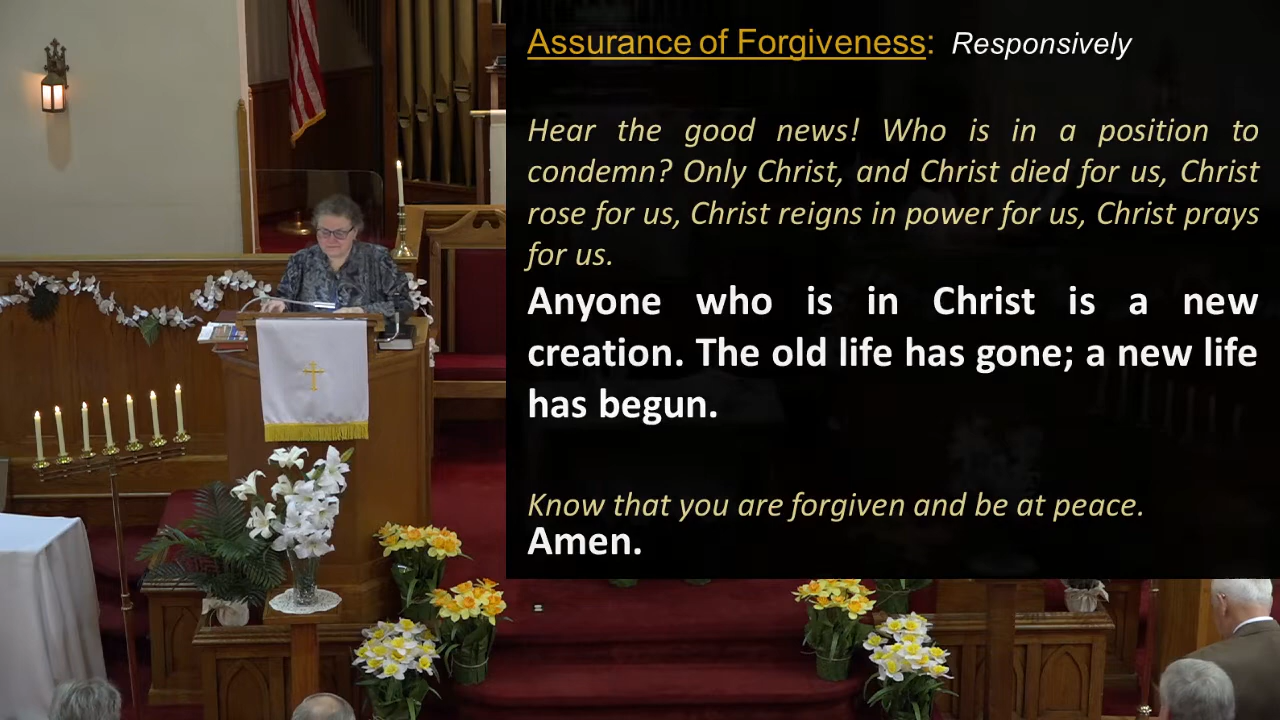 Assurance of Forgiveness: Responsively
Hear the good news! Who is in a position to
condemn? Only Christ, and Christ died for us, Christ
rose for us, Christ reigns in power for us, Christ prays
for us.
Anyone who is in Christ is a new
creation. The old life has gone; a new life
has begun.
Know that you are forgiven and be at peace.
Amen.